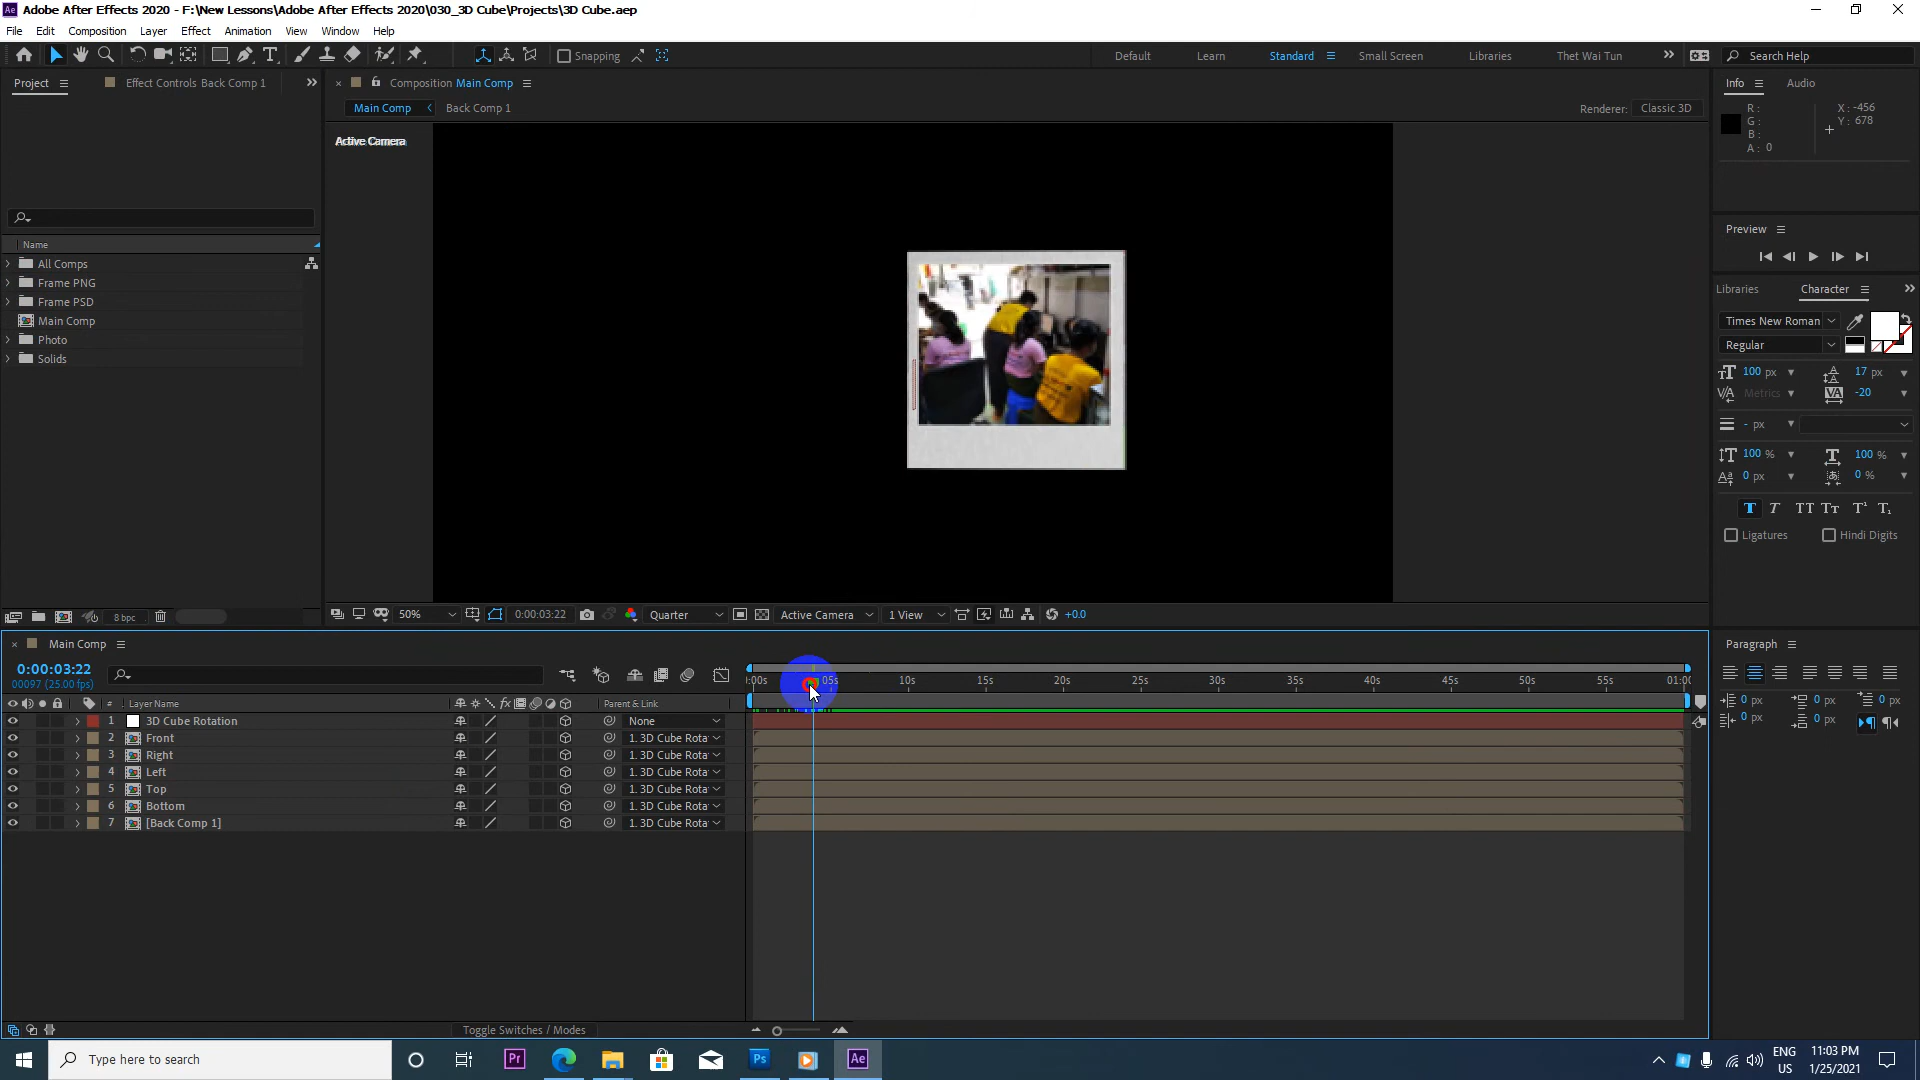 Adobe After Effects 2020 - F:\New Lessons\Adobe After Effects 2020\030_3D Cube\Projects\3D Cube.aep
File Edit Composition Layer Effect Animation View Window Help
Snapping
Default Learn Standard Small Screen Libraries Thet Wai Tun
Search Help
Project Effect Controls Back Comp 1
Composition Main Comp
Info Audio
Main Comp Back Comp 1
Renderer: Classic 3D
R: X: -456
G: Y: 678
B:
A: 0
Active Camera
Preview
Name
All Comps
Frame PNG
Frame PSD
Main Comp
Photo
Solids
Libraries Character
Times New Roman
Regular
100 px 17 px
Metrics -20
- px
100 % 100 %
0 px 0 %
Ligatures Hindi Digits
8 bpc
50% 0:00:03:22 Quarter Active Camera 1 View +0.0
Main Comp
Paragraph
0:00:03:22
00097 (25.00 fps)
:00s 05s 10s 15s 20s 25s 30s 35s 40s 45s 50s 55s 01:00
# Layer Name Parent & Link
1 3D Cube Rotation None
2 Front 1. 3D Cube Rota
3 Right 1. 3D Cube Rota
4 Left 1. 3D Cube Rota
5 Top 1. 3D Cube Rota
6 Bottom 1. 3D Cube Rota
7 [Back Comp 1] 1. 3D Cube Rota
0 px 0 px 0 px
0 px 0 px
Toggle Switches / Modes
Type here to search
ENG
US
11:03 PM
1/25/2021